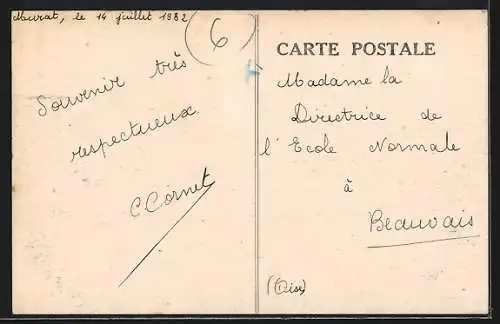 Murat, le 14 juillet 1932
(6)
Souvenir très
respectueux
C Cornet
CARTE POSTALE
Madame la
Directrice de
l'Ecole Normale
à
Beauvais
(Oise)